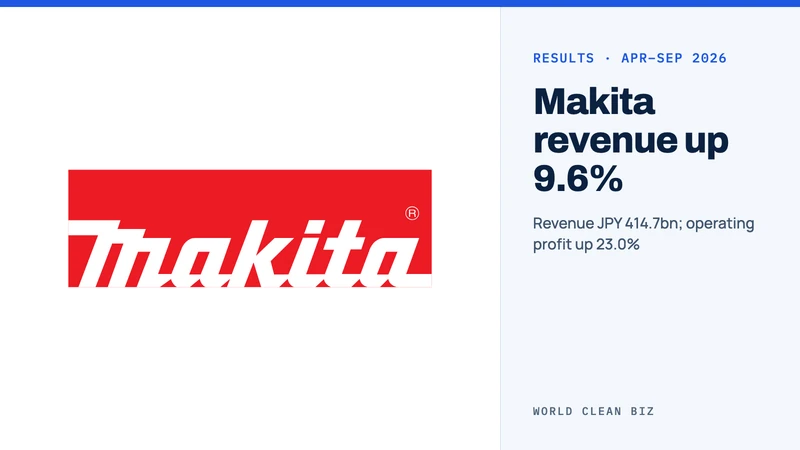 makita®
RESULTS · APR–SEP 2026
Makita
revenue up
9.6%
Revenue JPY 414.7bn; operating
profit up 23.0%
WORLD CLEAN BIZ